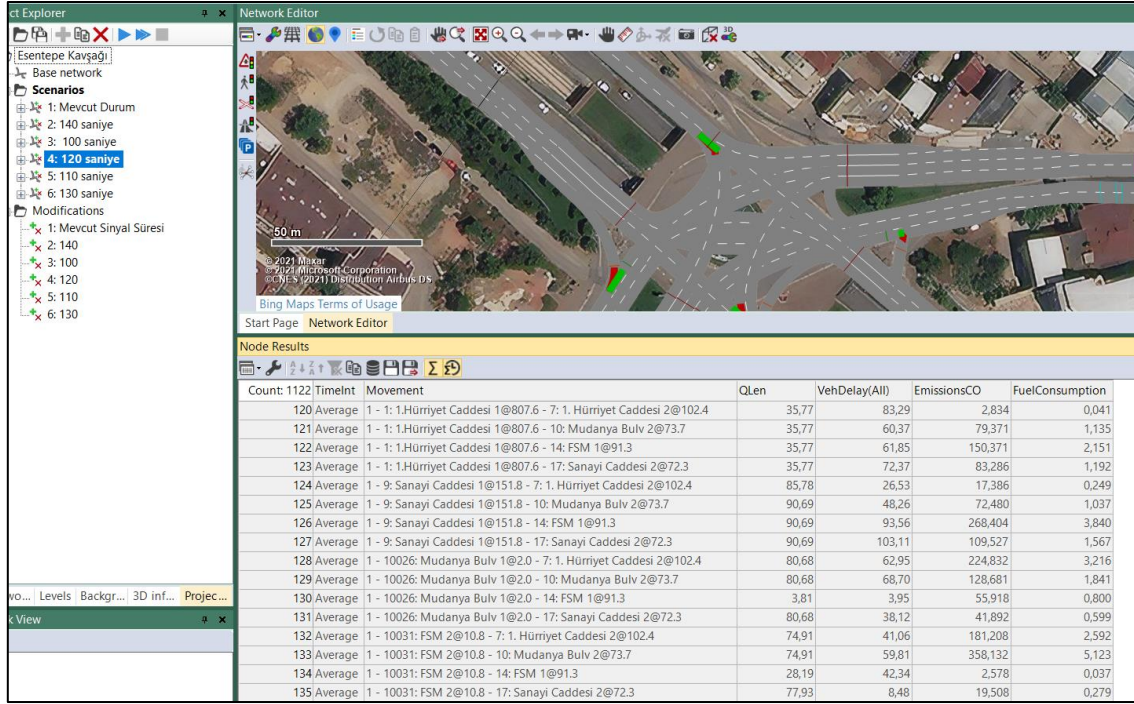 ct Explorer
Esentepe Kavşağı
Base network
Scenarios
1: Mevcut Durum
2: 140 saniye
3: 100 saniye
4: 120 saniye
5: 110 saniye
6: 130 saniye
Modifications
1: Mevcut Sinyal Süresi
2: 140
3: 100
4: 120
5: 110
6: 130
wo... Levels Backgr... 3D inf... Projec...
k View
Network Editor
3D
50 m
© 2021 Maxar
© 2021 Microsoft Corporation
©CNES (2021) Distribution Airbus DS
Bing Maps Terms of Usage
Start Page Network Editor
Node Results
Count: 1122 TimeInt Movement QLen VehDelay(All) EmissionsCO FuelConsumption
120 Average 1 - 1: 1.Hürriyet Caddesi 1@807.6 - 7: 1. Hürriyet Caddesi 2@102.4 35,77 83,29 2,834 0,041
121 Average 1 - 1: 1.Hürriyet Caddesi 1@807.6 - 10: Mudanya Bulv 2@73.7 35,77 60,37 79,371 1,135
122 Average 1 - 1: 1.Hürriyet Caddesi 1@807.6 - 14: FSM 1@91.3 35,77 61,85 150,371 2,151
123 Average 1 - 1: 1.Hürriyet Caddesi 1@807.6 - 17: Sanayi Caddesi 2@72.3 35,77 72,37 83,286 1,192
124 Average 1 - 9: Sanayi Caddesi 1@151.8 - 7: 1. Hürriyet Caddesi 2@102.4 85,78 26,53 17,386 0,249
125 Average 1 - 9: Sanayi Caddesi 1@151.8 - 10: Mudanya Bulv 2@73.7 90,69 48,26 72,480 1,037
126 Average 1 - 9: Sanayi Caddesi 1@151.8 - 14: FSM 1@91.3 90,69 93,56 268,404 3,840
127 Average 1 - 9: Sanayi Caddesi 1@151.8 - 17: Sanayi Caddesi 2@72.3 90,69 103,11 109,527 1,567
128 Average 1 - 10026: Mudanya Bulv 1@2.0 - 7: 1. Hürriyet Caddesi 2@102.4 80,68 62,95 224,832 3,216
129 Average 1 - 10026: Mudanya Bulv 1@2.0 - 10: Mudanya Bulv 2@73.7 80,68 68,70 128,681 1,841
130 Average 1 - 10026: Mudanya Bulv 1@2.0 - 14: FSM 1@91.3 3,81 3,95 55,918 0,800
131 Average 1 - 10026: Mudanya Bulv 1@2.0 - 17: Sanayi Caddesi 2@72.3 80,68 38,12 41,892 0,599
132 Average 1 - 10031: FSM 2@10.8 - 7: 1. Hürriyet Caddesi 2@102.4 74,91 41,06 181,208 2,592
133 Average 1 - 10031: FSM 2@10.8 - 10: Mudanya Bulv 2@73.7 74,91 59,81 358,132 5,123
134 Average 1 - 10031: FSM 2@10.8 - 14: FSM 1@91.3 28,19 42,34 2,578 0,037
135 Average 1 - 10031: FSM 2@10.8 - 17: Sanayi Caddesi 2@72.3 77,93 8,48 19,508 0,279